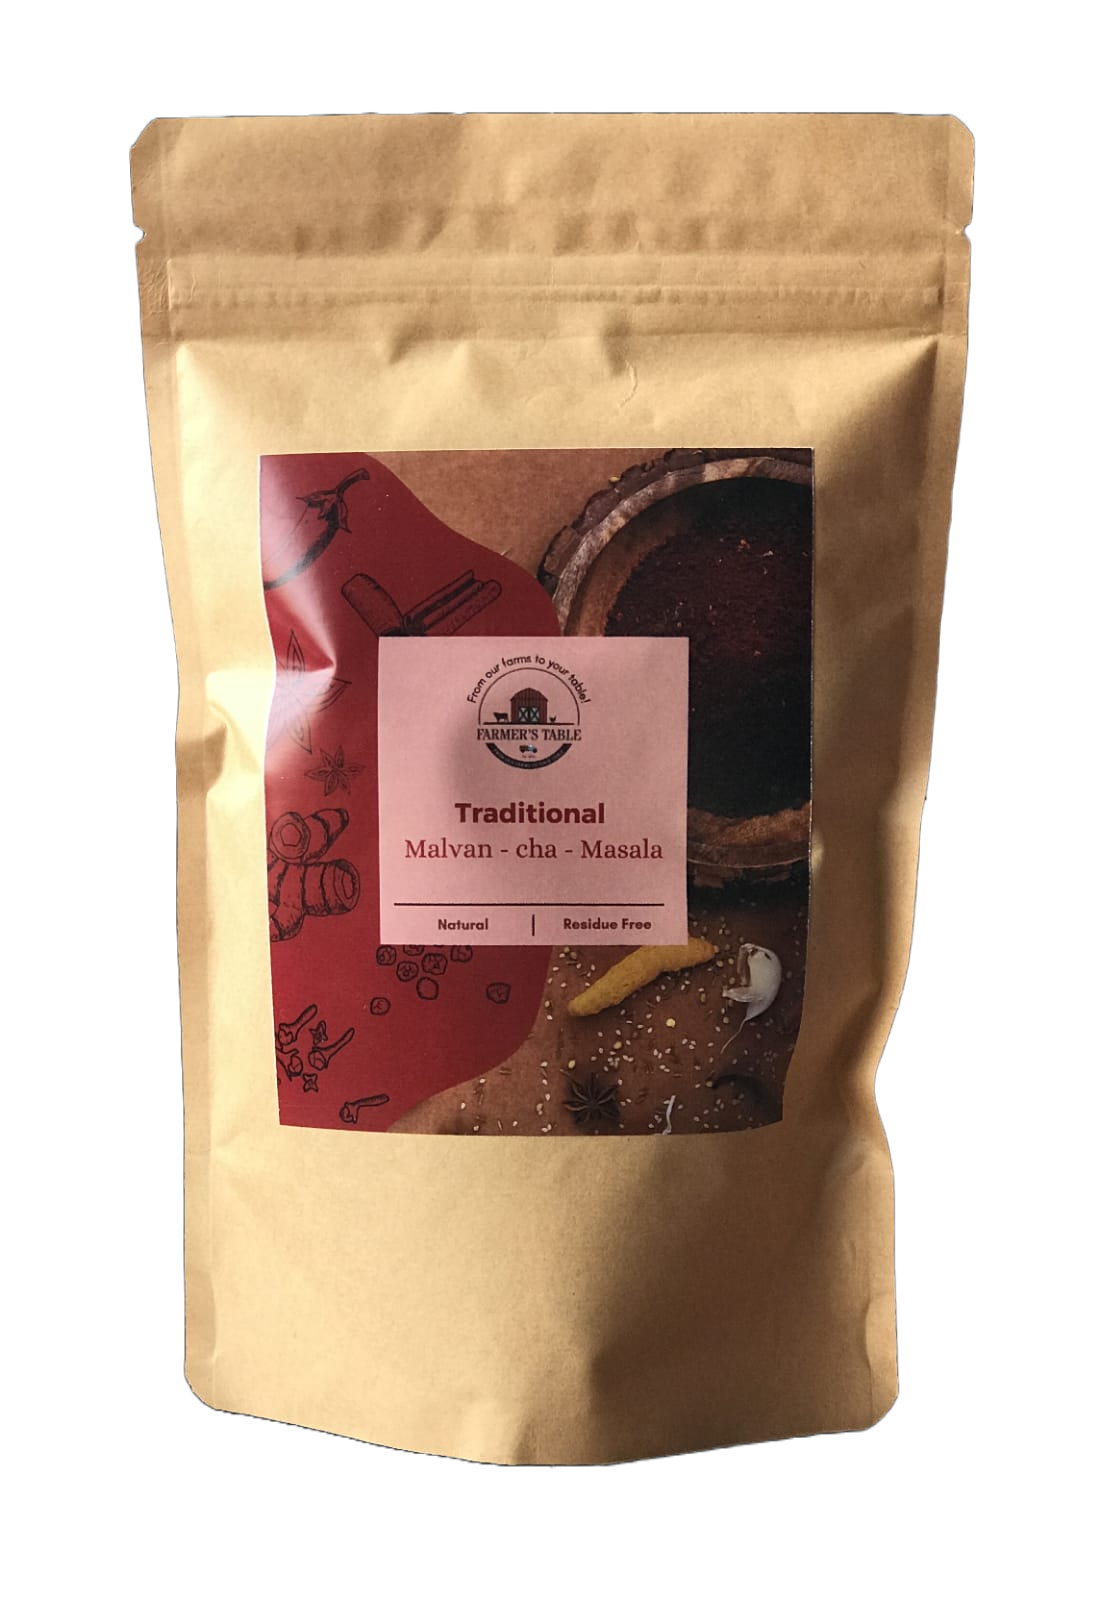 From our farms to your table!
FARMER'S TABLE
Traditional
Malvan - cha - Masala
Natural | Residue Free